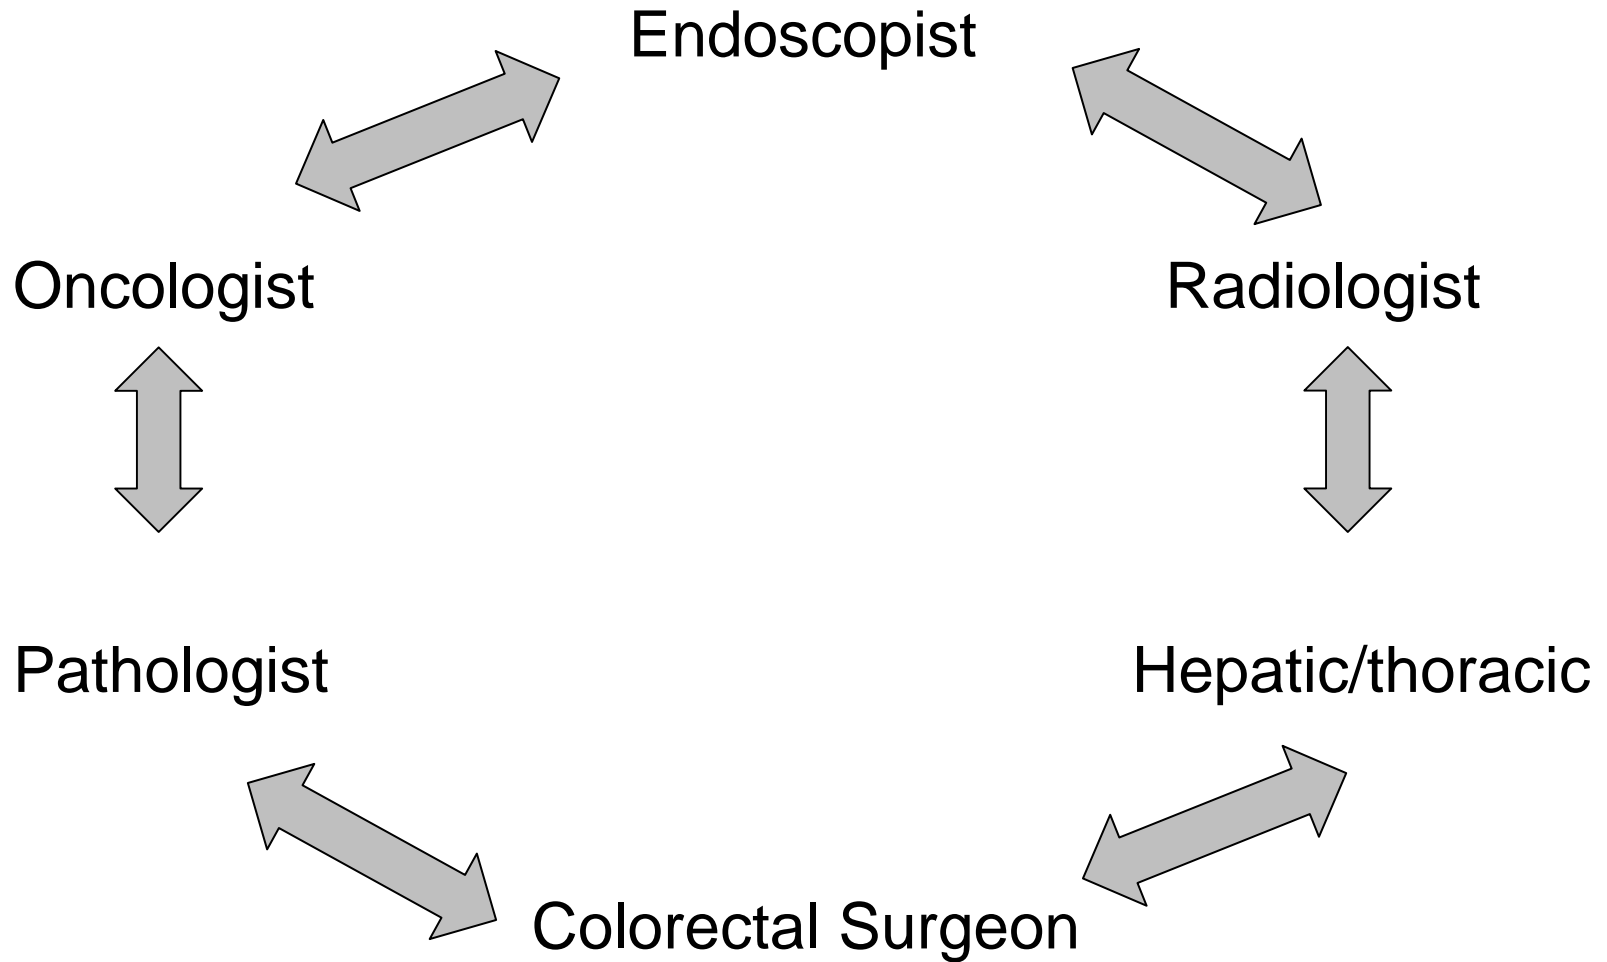 Endoscopist
Oncologist
Radiologist
Pathologist
Hepatic/thoracic
Colorectal Surgeon